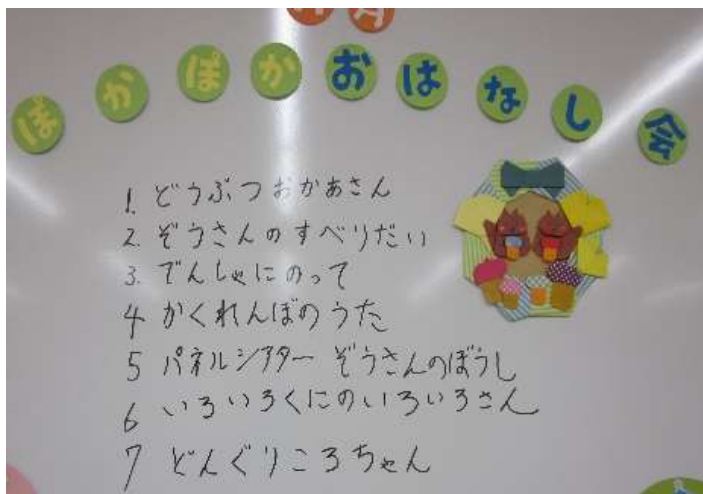 ぽかぽかおはなし会
1. どうぶつおかあさん
2. ぞうさんのすべりだい
3. でんしゃにのって
4 かくれんぼのうた
5 パネルシアター ぞうさんのぼうし
6 いろいろくにのいろいろさん
7 どんぐりころちゃん